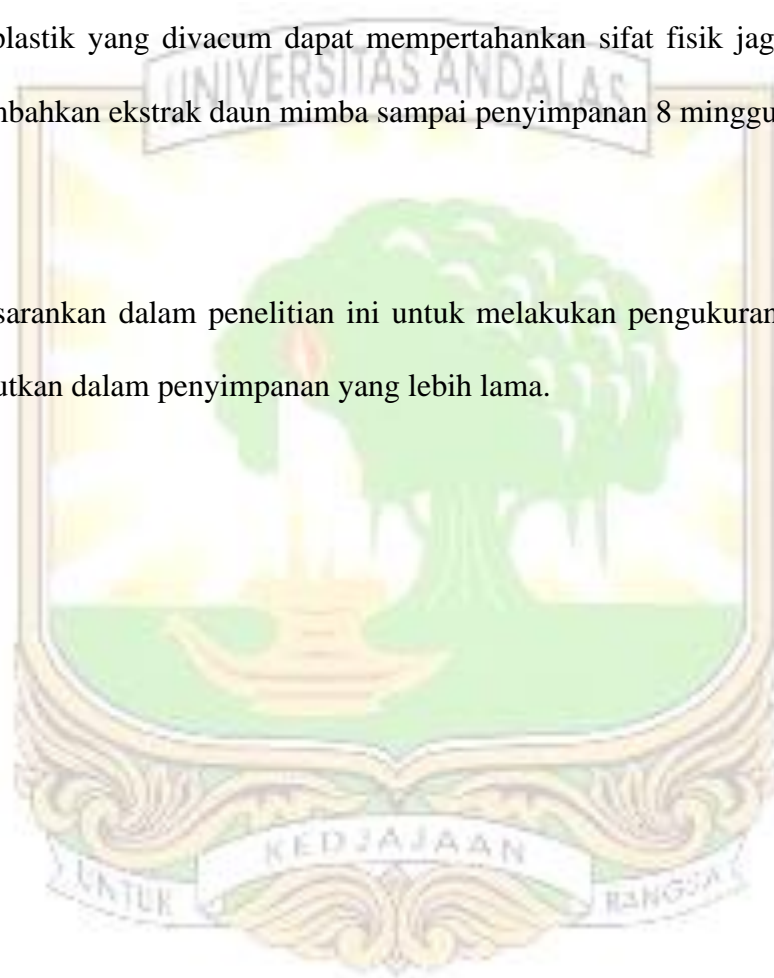 plastik yang divacum dapat mempertahankan sifat fisik jag
UNIVERSITAS ANDALAS
mbahkan ekstrak daun mimba sampai penyimpanan 8 minggu
sarankan dalam penelitian ini untuk melakukan pengukuran
utkan dalam penyimpanan yang lebih lama.
UNTUK KEDJAJAAN BANGSA